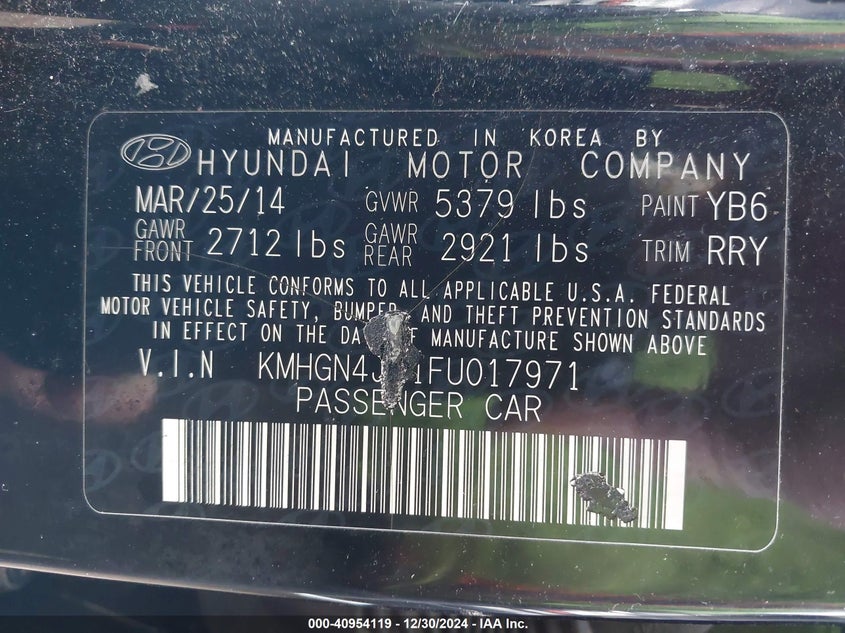 MANUFACTURED IN KOREA BY
HYUNDAI MOTOR COMPANY
MAR/25/14 GVWR 5379 lbs PAINT YB6
GAWR FRONT 2712 lbs GAWR REAR 2921 lbs TRIM RRY
THIS VEHICLE CONFORMS TO ALL APPLICABLE U.S.A. FEDERAL
MOTOR VEHICLE SAFETY, BUMPER, AND THEFT PREVENTION STANDARDS
IN EFFECT ON THE OF MANUFACTURE SHOWN ABOVE
V.I.N
PASSENGER CAR
000-40954119 - 12/30/2024 - IAA Inc.